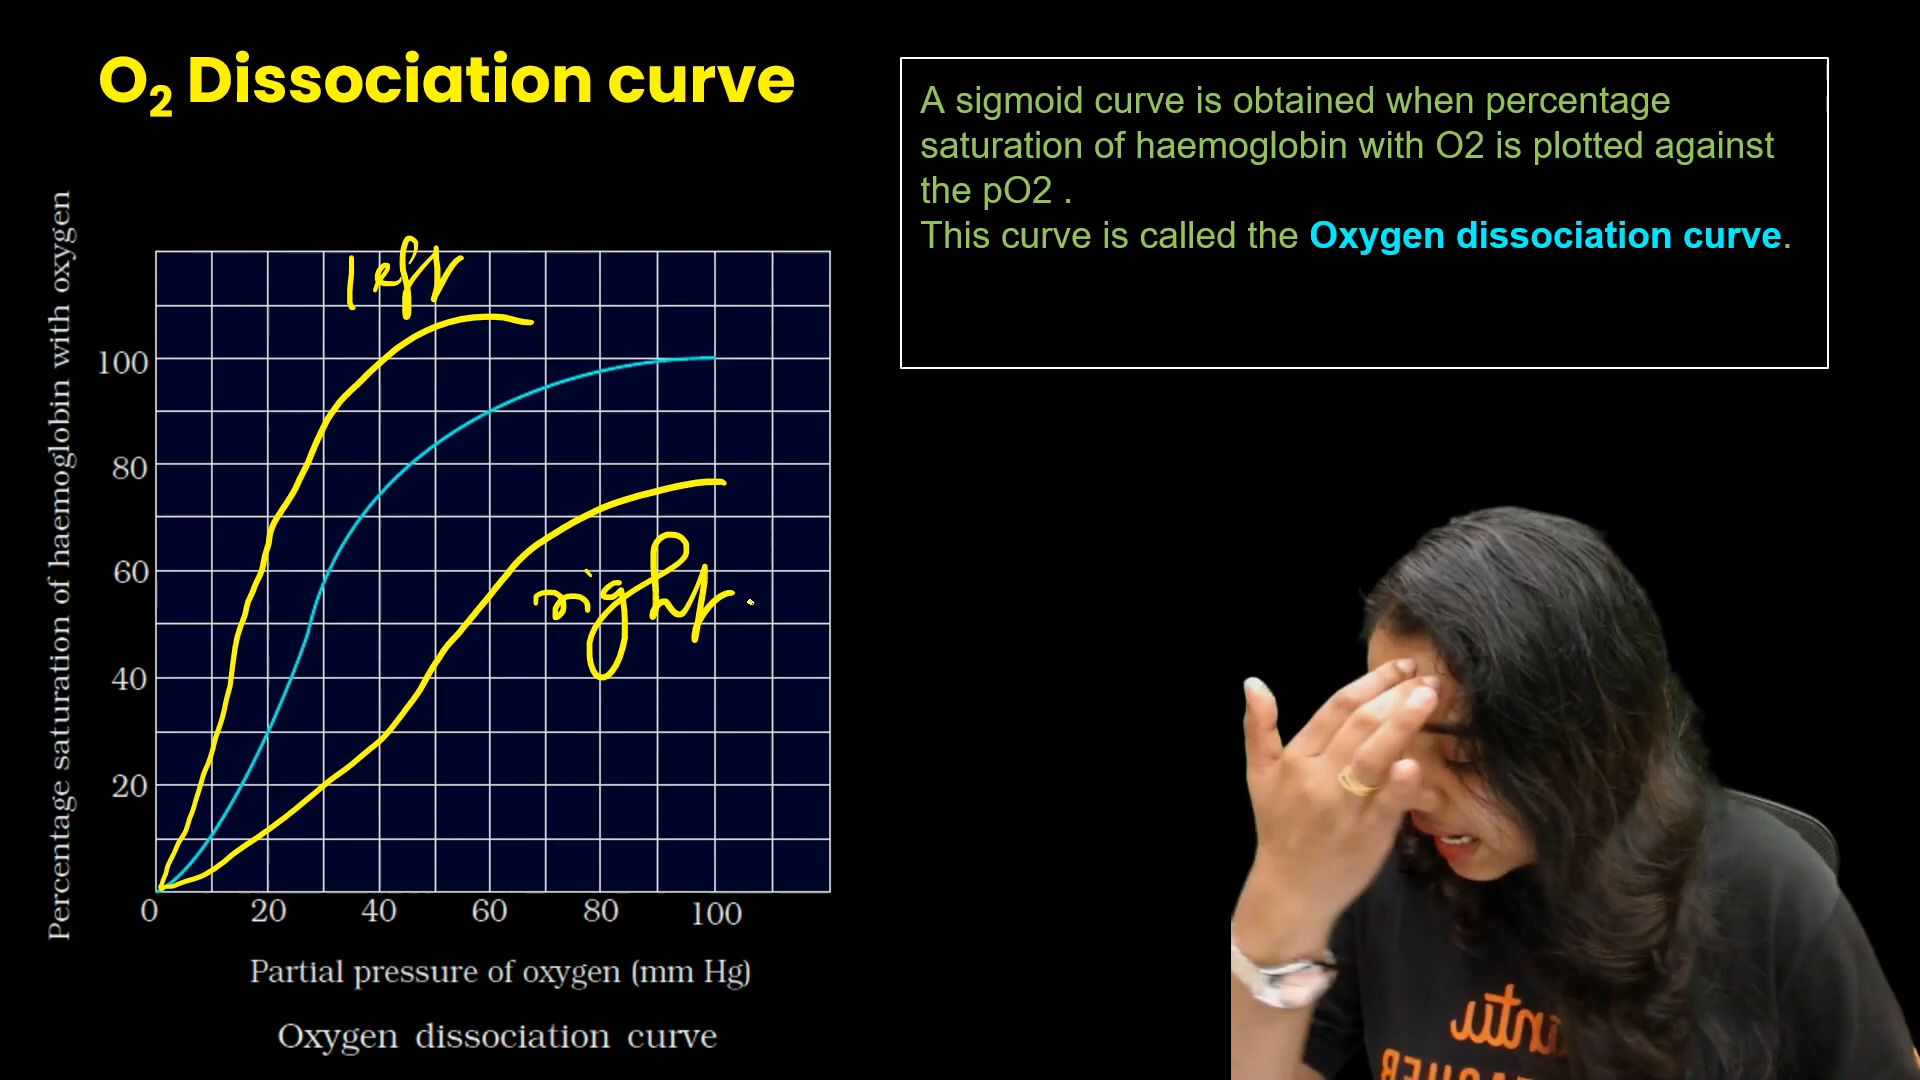 O2 Dissociation curve
A sigmoid curve is obtained when percentage
saturation of haemoglobin with O2 is plotted against
the pO2 .
This curve is called the Oxygen dissociation curve.
Percentage saturation of haemoglobin with oxygen
left
right
100
80
60
40
20
0 20 40 60 80 100
Partial pressure of oxygen (mm Hg)
Oxygen dissociation curve